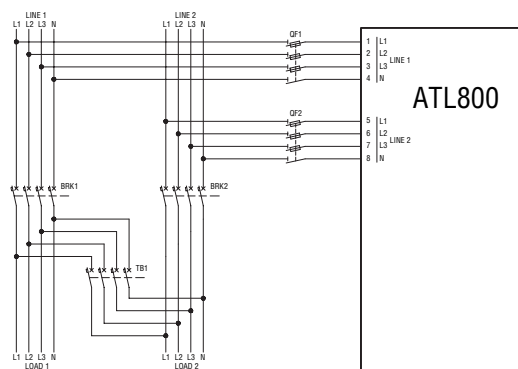 LINE 1 LINE 2
L1 L2 L3 N L1 L2 L3 N
QF1
1 L1
2 L2
3 L3
4 N
LINE 1
ATL800
QF2
5 L1
6 L2
7 L3
8 N
LINE 2
BRK1 BRK2
TB1
L1 L2 L3 N L1 L2 L3 N
LOAD 1 LOAD 2